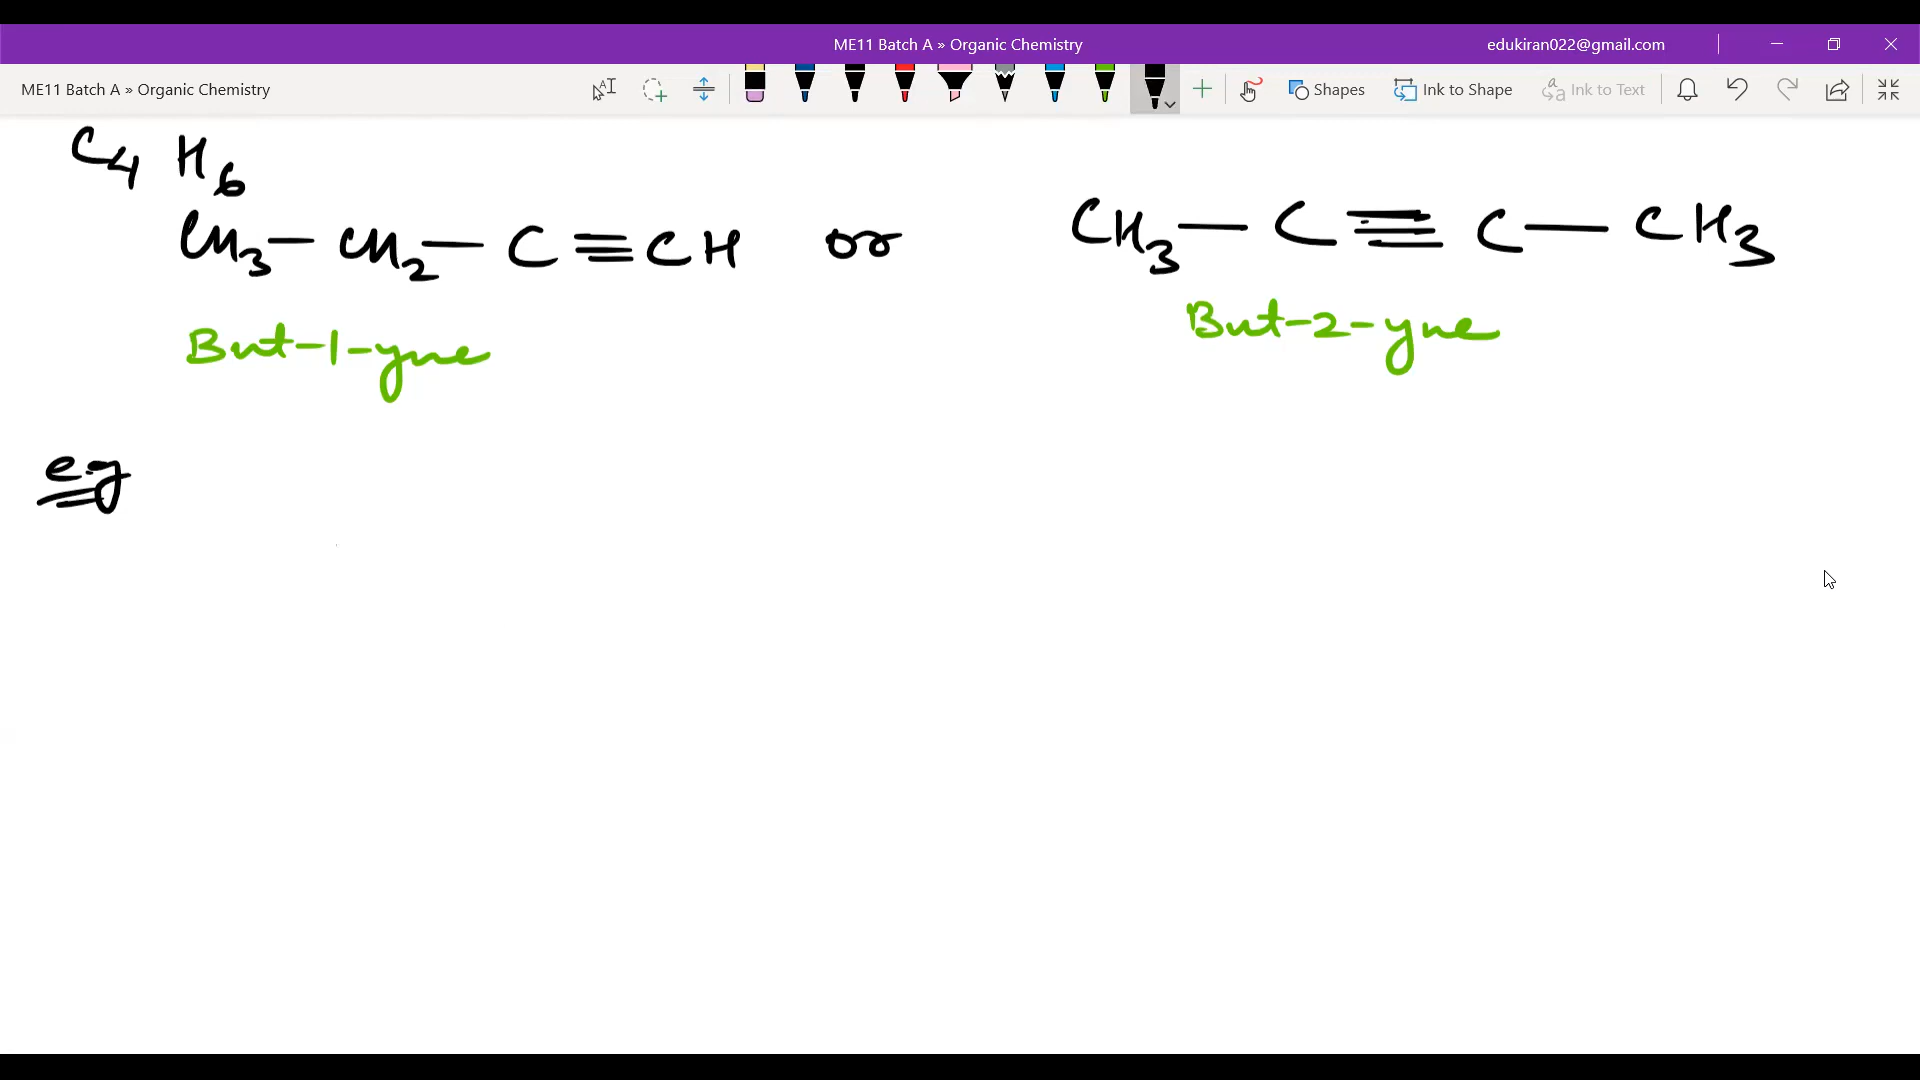 ME11 Batch A » Organic Chemistry
edukiran022@gmail.com
ME11 Batch A » Organic Chemistry
Shapes
Ink to Shape
Ink to Text
C₄ H₆
CH₃ — CH₂ — C ≡ CH or CH₃ — C ≡ C — CH₃
But-1-yne
But-2-yne
e.g